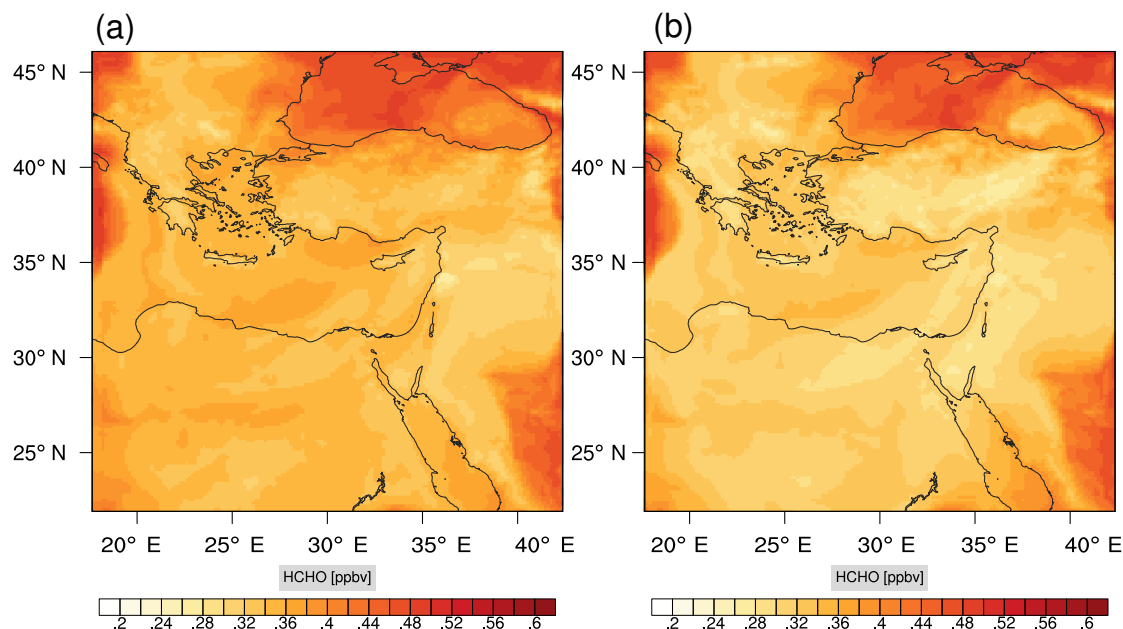 (a) (b)
45° N 45° N
40° N 40° N
35° N 35° N
30° N 30° N
25° N 25° N
20° E 25° E 30° E 35° E 40° E 20° E 25° E 30° E 35° E 40° E
HCHO [ppbv] HCHO [ppbv]
.2 .24 .28 .32 .36 .4 .44 .48 .52 .56 .6 .2 .24 .28 .32 .36 .4 .44 .48 .52 .56 .6